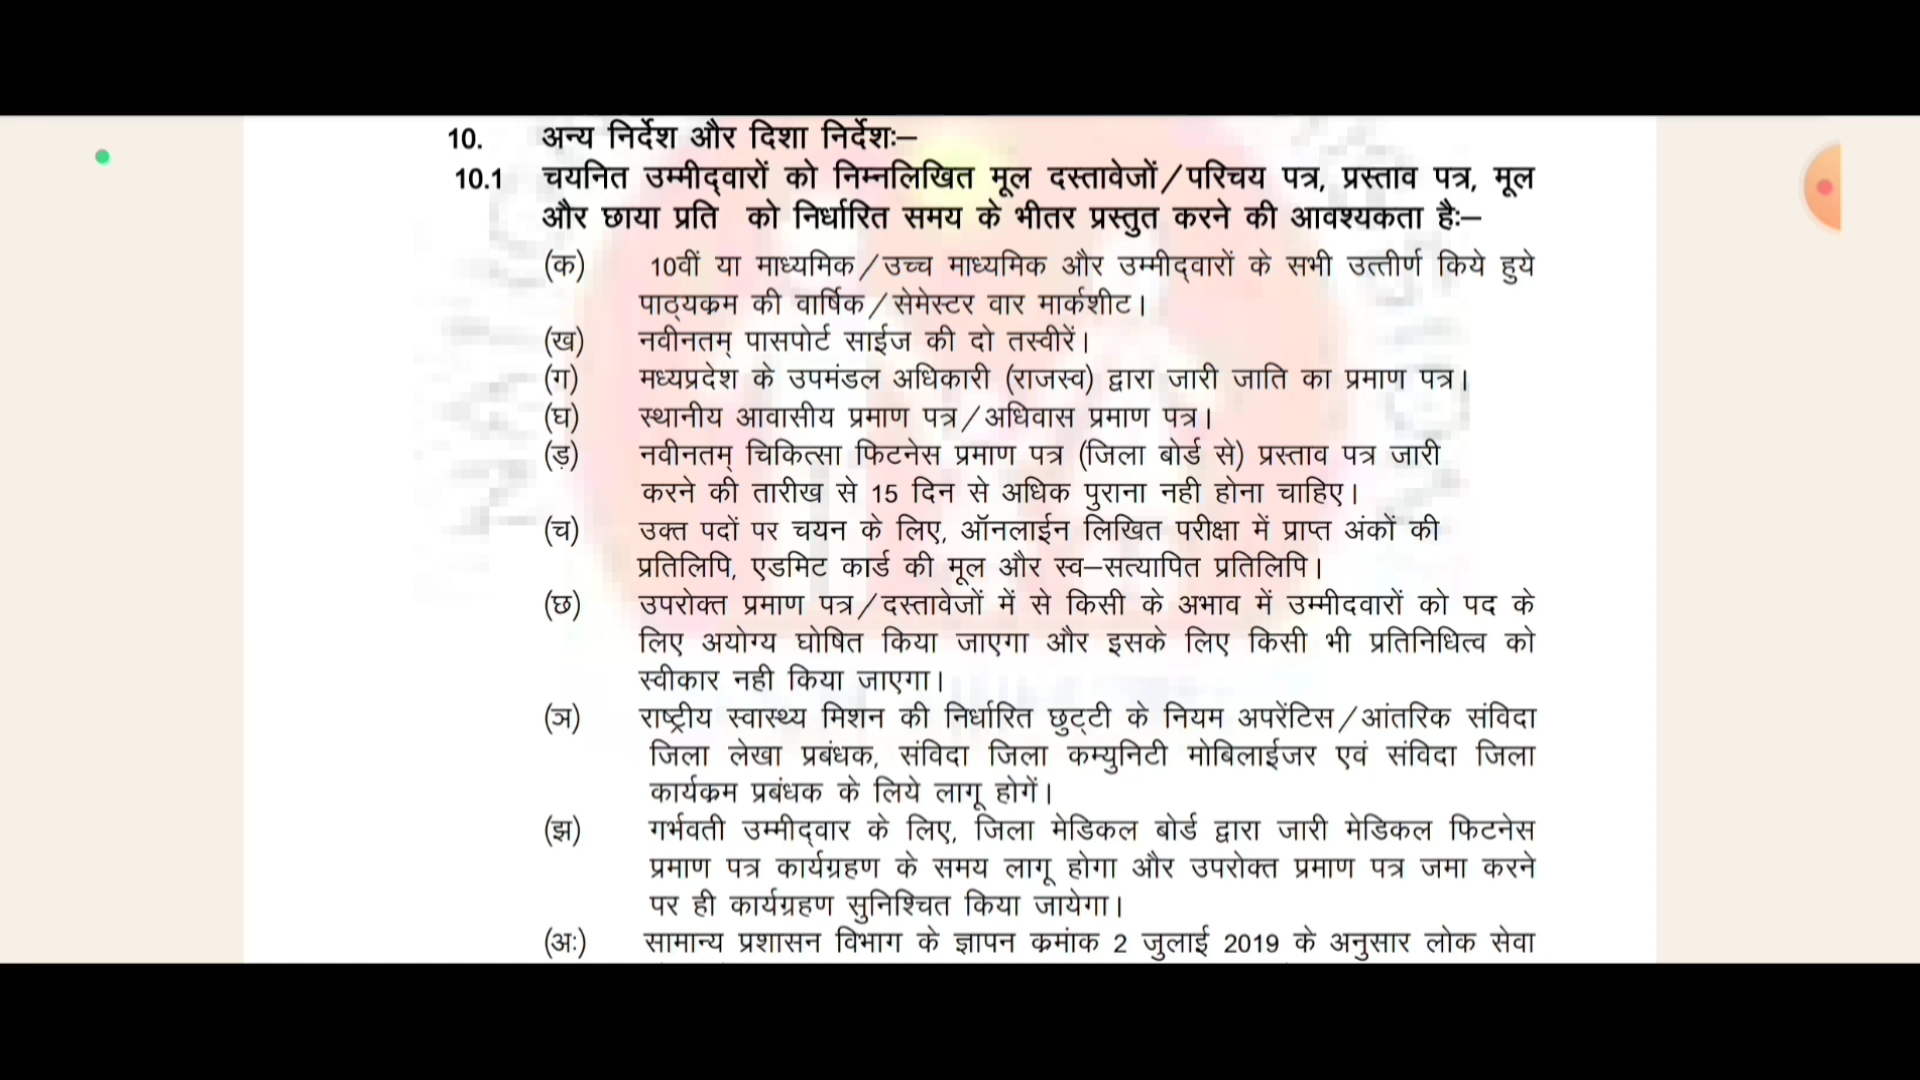 10. अन्य निर्देश और दिशा निर्देशः–
10.1 चयनित उम्मीद्वारों को निम्नलिखित मूल दस्तावेजों/परिचय पत्र, प्रस्ताव पत्र, मूल
और छाया प्रति को निर्धारित समय के भीतर प्रस्तुत करने की आवश्यकता हैः–
(क) 10वीं या माध्यमिक/उच्च माध्यमिक और उम्मीद्वारों के सभी उत्तीर्ण किये हुये
पाठ्यक्रम की वार्षिक/सेमेस्टर वार मार्कशीट।
(ख) नवीनतम् पासपोर्ट साईज की दो तस्वीरें।
(ग) मध्यप्रदेश के उपमंडल अधिकारी (राजस्व) द्वारा जारी जाति का प्रमाण पत्र।
(घ) स्थानीय आवासीय प्रमाण पत्र/अधिवास प्रमाण पत्र।
(ड़) नवीनतम् चिकित्सा फिटनेस प्रमाण पत्र (जिला बोर्ड से) प्रस्ताव पत्र जारी
करने की तारीख से 15 दिन से अधिक पुराना नही होना चाहिए।
(च) उक्त पदों पर चयन के लिए, ऑनलाईन लिखित परीक्षा में प्राप्त अंकों की
प्रतिलिपि, एडमिट कार्ड की मूल और स्व–सत्यापित प्रतिलिपि।
(छ) उपरोक्त प्रमाण पत्र/दस्तावेजों में से किसी के अभाव में उम्मीदवारों को पद के
लिए अयोग्य घोषित किया जाएगा और इसके लिए किसी भी प्रतिनिधित्व को
स्वीकार नही किया जाएगा।
(ञ) राष्ट्रीय स्वास्थ्य मिशन की निर्धारित छुट्टी के नियम अपरेंटिस/आंतरिक संविदा
जिला लेखा प्रबंधक, संविदा जिला कम्युनिटी मोबिलाईजर एवं संविदा जिला
कार्यक्रम प्रबंधक के लिये लागू होगें।
(झ) गर्भवती उम्मीद्वार के लिए, जिला मेडिकल बोर्ड द्वारा जारी मेडिकल फिटनेस
प्रमाण पत्र कार्यग्रहण के समय लागू होगा और उपरोक्त प्रमाण पत्र जमा करने
पर ही कार्यग्रहण सुनिश्चित किया जायेगा।
(अः) सामान्य प्रशासन विभाग के ज्ञापन क्रमांक 2 जुलाई 2019 के अनुसार लोक सेवा